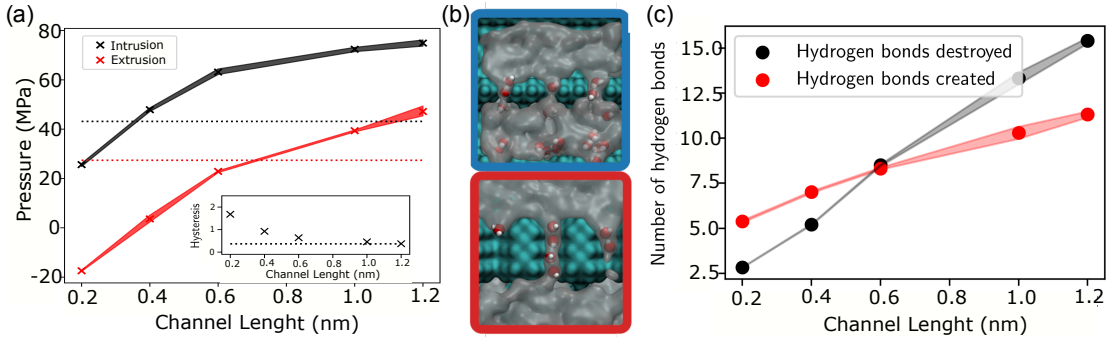 (a)
Pressure (MPa)
80
60
40
20
0
−20
Intrusion
Extrusion
Hysteresis
2
1
0
0.2 0.4 0.6 0.8 1.0 1.2
Channel Lenght (nm)
0.2 0.4 0.6 0.8 1.0 1.2
Channel Lenght (nm)
(b)
(c)
Number of hydrogen bonds
15.0
12.5
10.0
7.5
5.0
2.5
Hydrogen bonds destroyed
Hydrogen bonds created
0.2 0.4 0.6 0.8 1.0 1.2
Channel Lenght (nm)